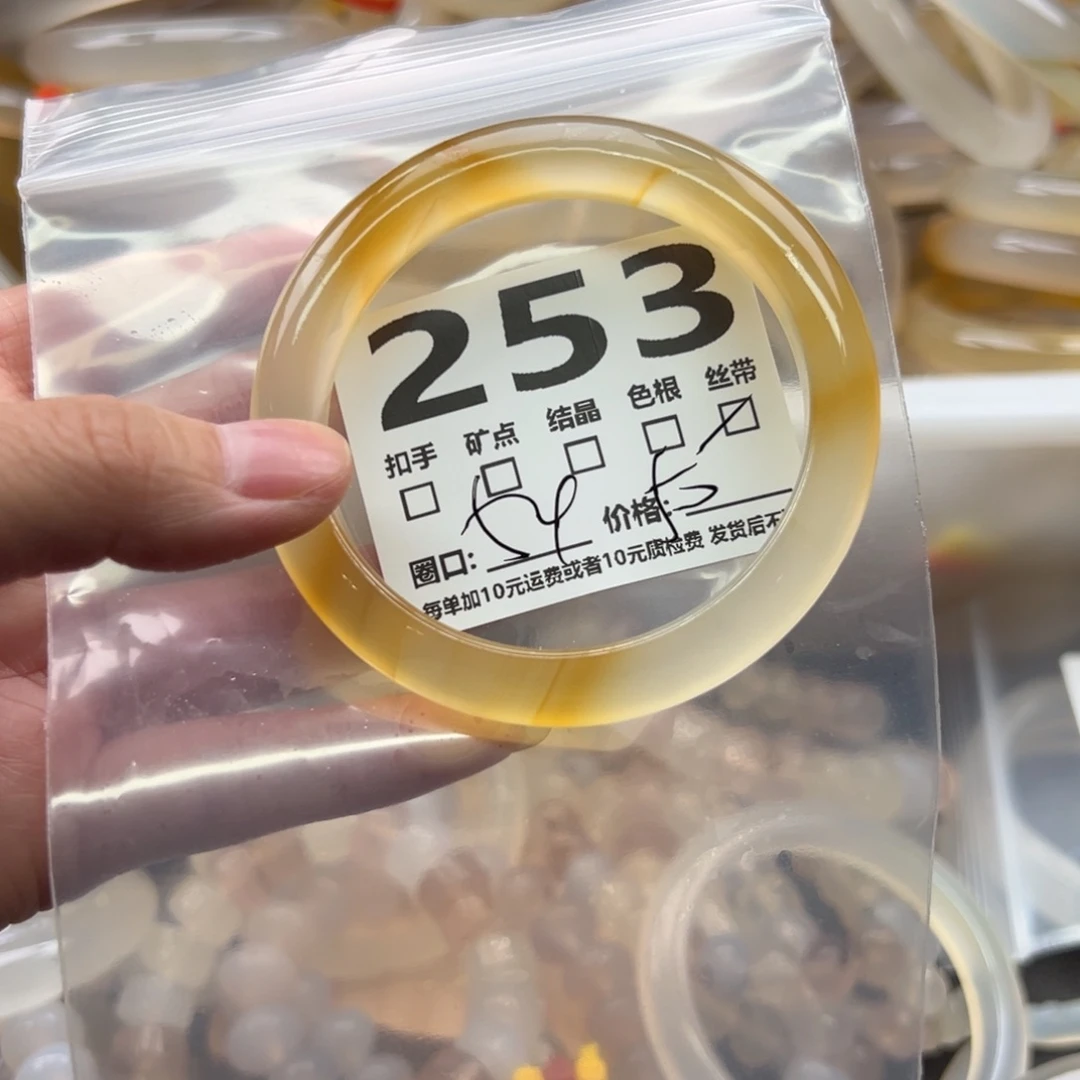 253
扣手 矿点 结晶 色根 丝带
圈口: 54 价格:
每单加10元运费或者10元质检费 发货后不